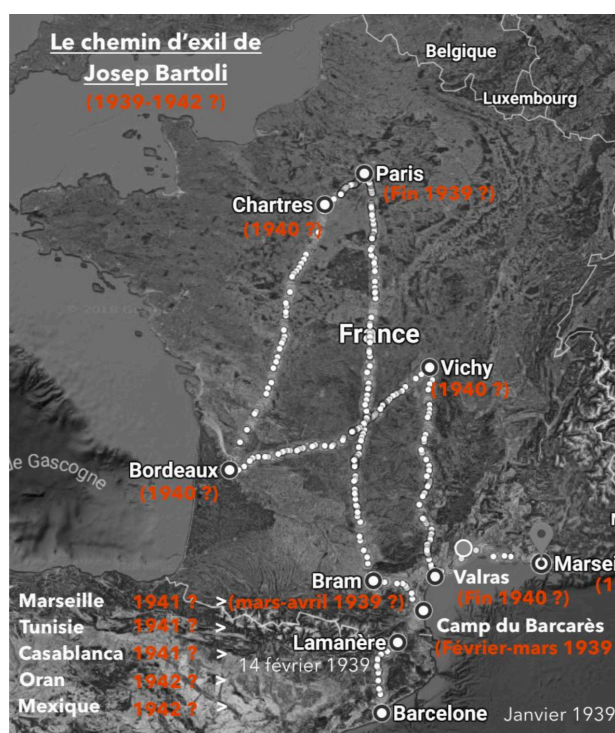 Le chemin d'exil de
Josep Bartoli
(1939-1942 ?)
Belgique
Luxembourg
Paris
(Fin 1939 ?)
Chartres
(1940 ?)
France
Vichy
(1940 ?)
de Gascogne
Bordeaux
(1940 ?)
Marsei
(1
Bram
(mars-avril 1939 ?)
Valras
(Fin 1940 ?)
Camp du Barcarès
(Février-mars 1939
Lamanère
14 février 1939
Barcelone
Janvier 1939
Marseille 1941 ? >
Tunisie 1941 ? >
Casablanca 1941 ? >
Oran 1942 ? >
Mexique 1942 ? >